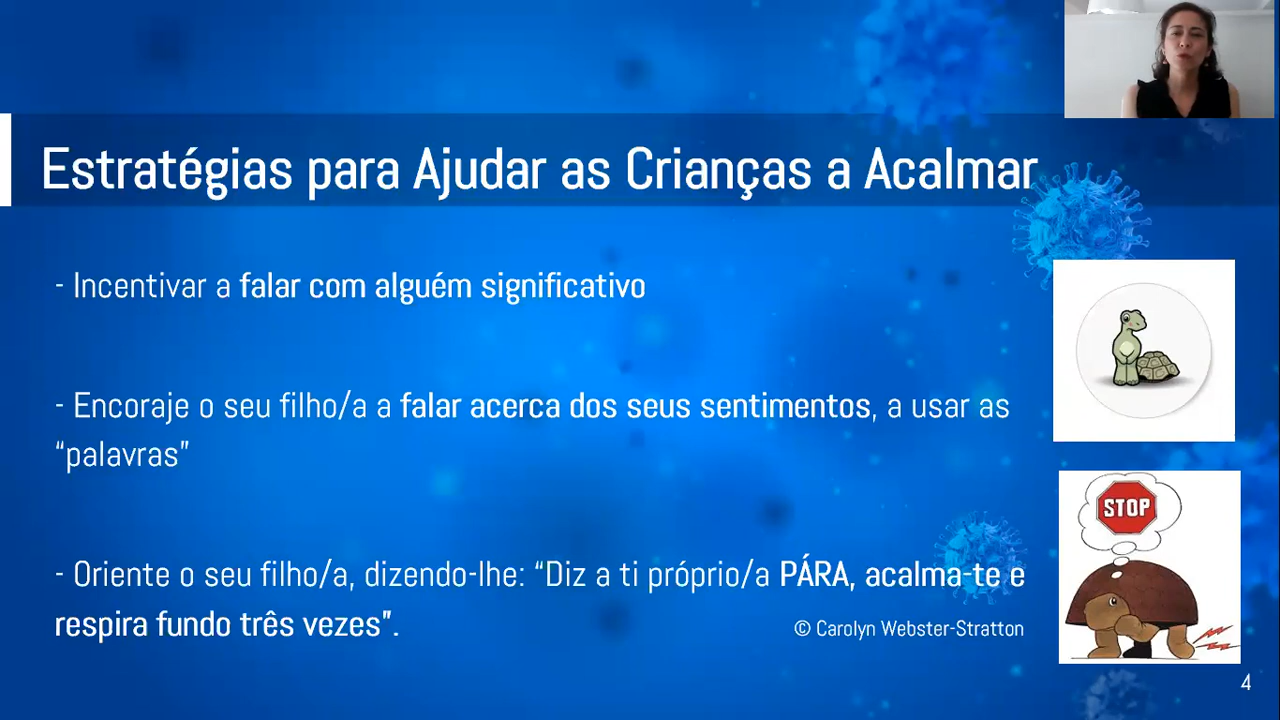 Estratégias para Ajudar as Crianças a Acalmar
- Incentivar a falar com alguém significativo
- Encoraje o seu filho/a a falar acerca dos seus sentimentos, a usar as
“palavras”
- Oriente o seu filho/a, dizendo-lhe: “Diz a ti próprio/a PÁRA, acalma-te e
respira fundo três vezes”.
© Carolyn Webster-Stratton
STOP
4